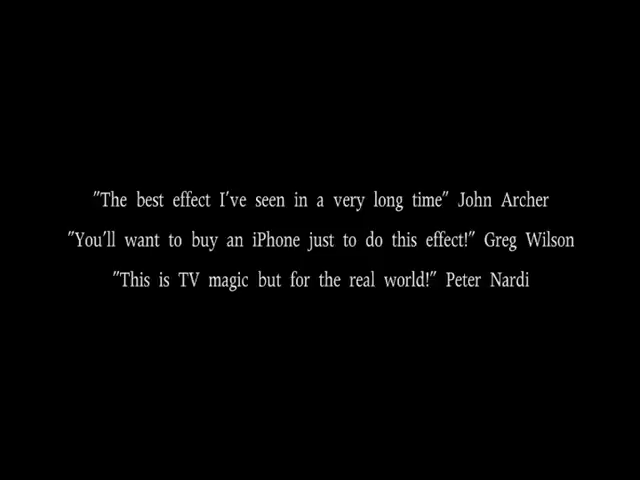 "The best effect I've seen in a very long time" John Archer
"You'll want to buy an iPhone just to do this effect!" Greg Wilson
"This is TV magic but for the real world!" Peter Nardi